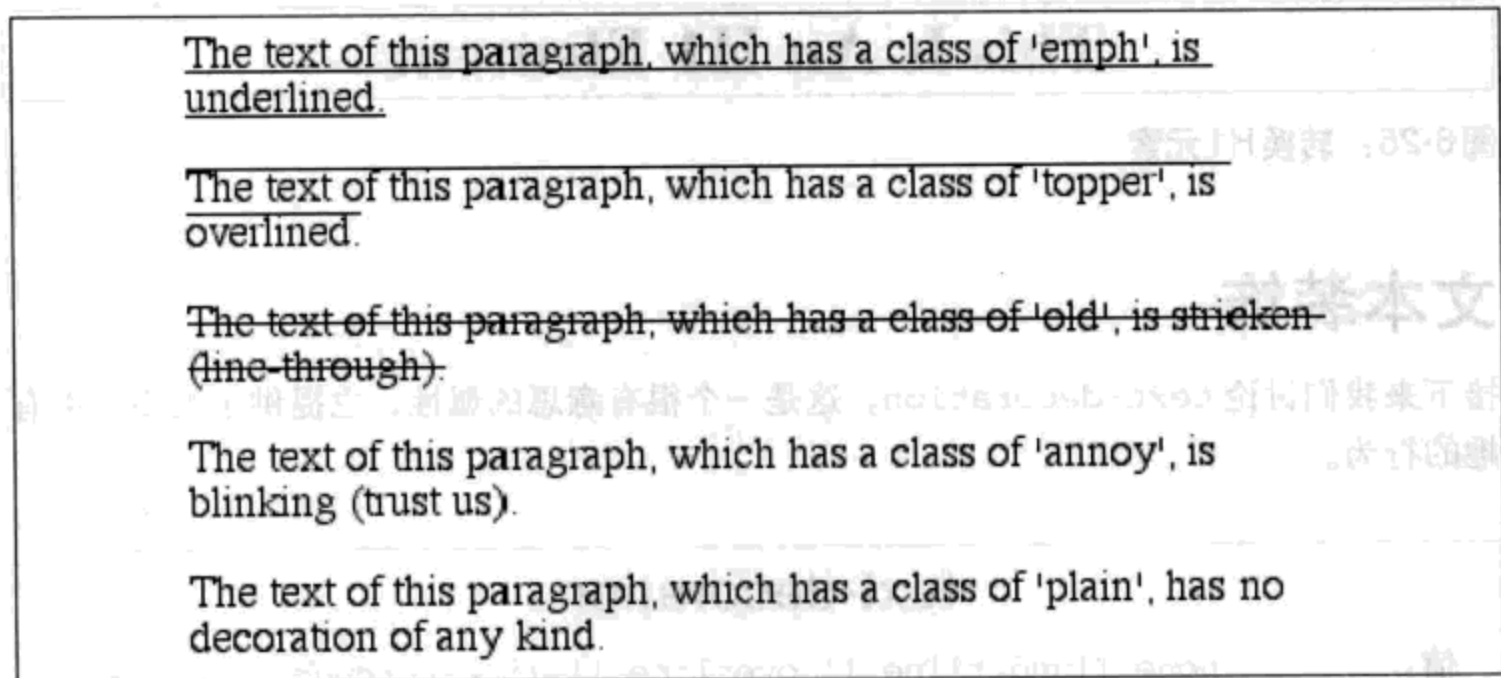 The text of this paragraph, which has a class of 'emph', is
underlined.
The text of this paragraph, which has a class of 'topper', is
overlined.
The text of this paragraph, which has a class of 'old', is stricken
(line-through).
The text of this paragraph, which has a class of 'annoy', is
blinking (trust us).
The text of this paragraph, which has a class of 'plain', has no
decoration of any kind.